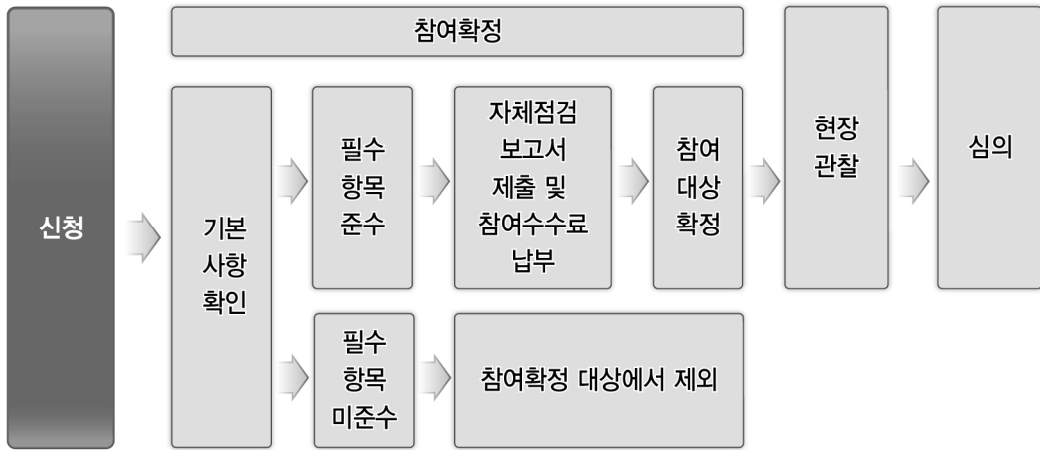 신청
참여확정
기본
사항
확인
필수
항목
준수
자체점검
보고서
제출 및
참여수수료
납부
참여
대상
확정
필수
항목
미준수
참여확정 대상에서 제외
현장
관찰
심의